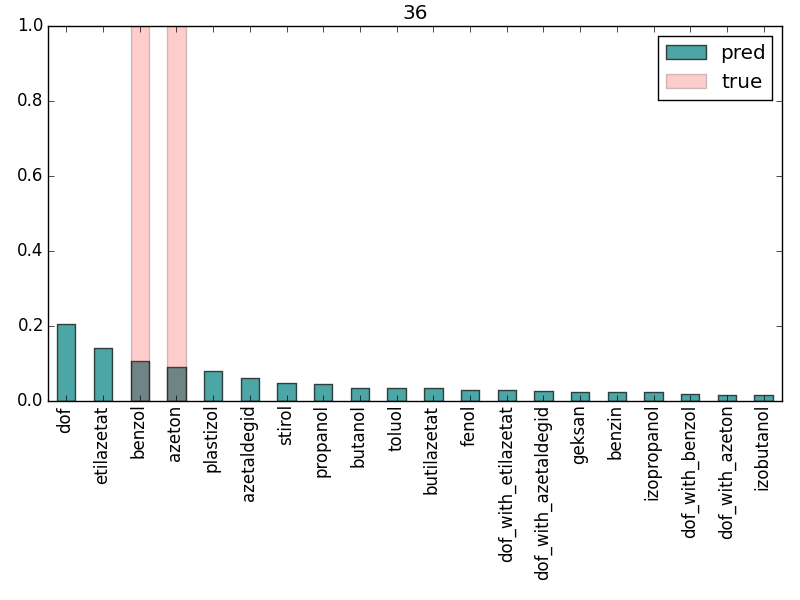 36
1.0
0.8
0.6
0.4
0.2
0.0
pred
true
dof
etilazetat
benzol
azeton
plastizol
azetaldegid
stirol
propanol
butanol
toluol
butilazetat
fenol
dof_with_etilazetat
dof_with_azetaldegid
geksan
benzin
izopropanol
dof_with_benzol
dof_with_azeton
izobutanol